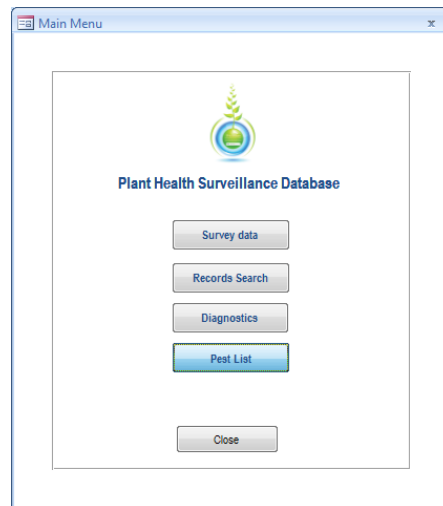 Main Menu x
Plant Health Surveillance Database
Survey data
Records Search
Diagnostics
Pest List
Close